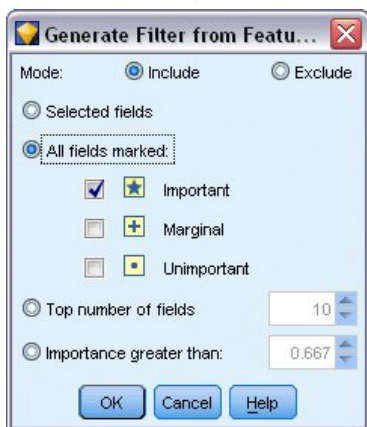 Generate Filter from Featu...
Mode: Include Exclude
Selected fields
All fields marked:
Important
Marginal
Unimportant
Top number of fields 10
Importance greater than: 0.667
OK Cancel Help